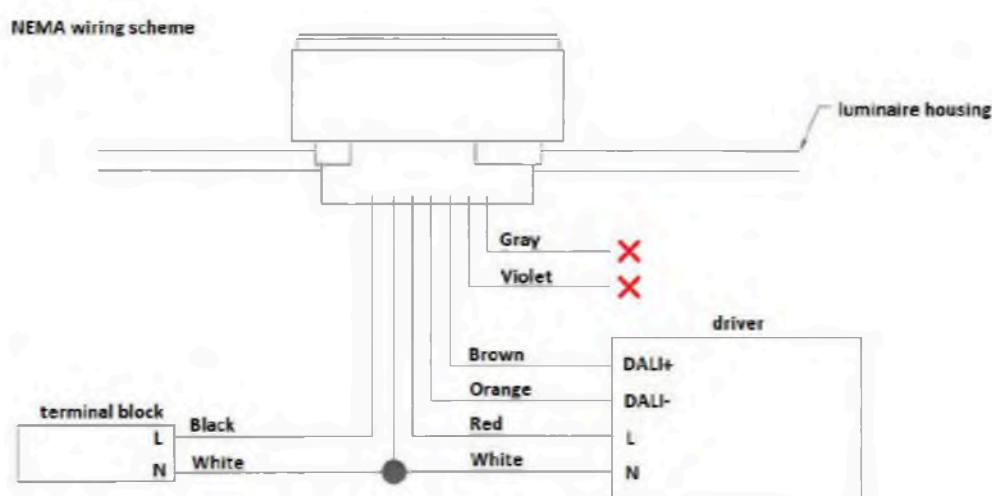 NEMA wiring scheme
luminaire housing
Gray
Violet
driver
Brown
DALI+
Orange
DALI-
terminal block
L
Black
Red
L
N
White
White
N